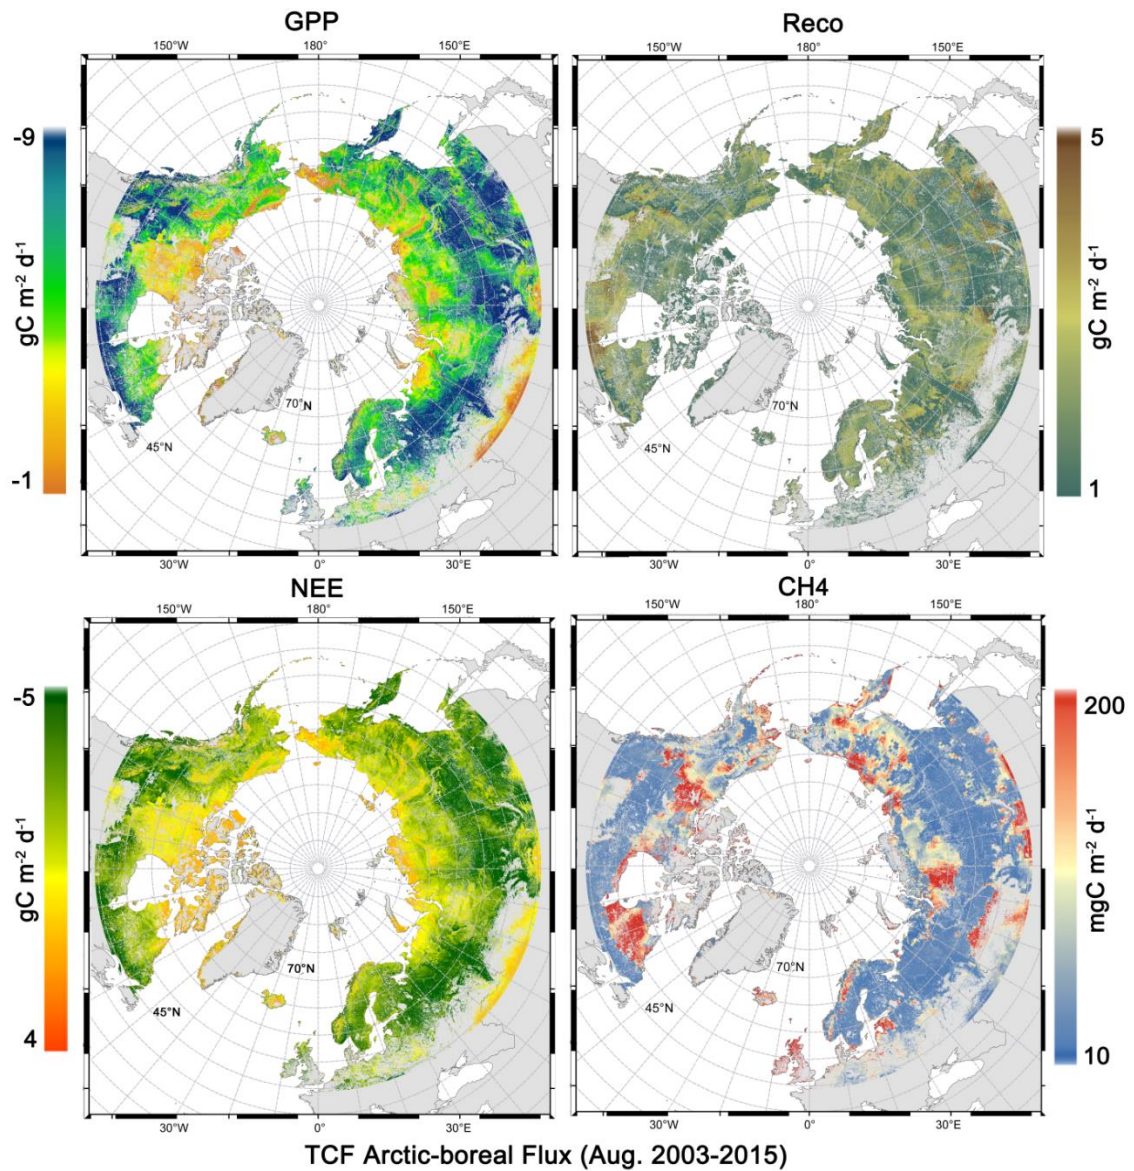 GPP
Reco
150°W 180° 150°E
150°W 180° 150°E
-9
gC m⁻² d⁻¹
-1
5
gC m⁻² d⁻¹
1
70°N
45°N
70°N
45°N
30°W 0° 30°E
30°W 0° 30°E
NEE
CH4
150°W 180° 150°E
150°W 180° 150°E
-5
gC m⁻² d⁻¹
4
200
mgC m⁻² d⁻¹
10
70°N
45°N
70°N
45°N
30°W 0° 30°E
30°W 0° 30°E
TCF Arctic-boreal Flux (Aug. 2003-2015)